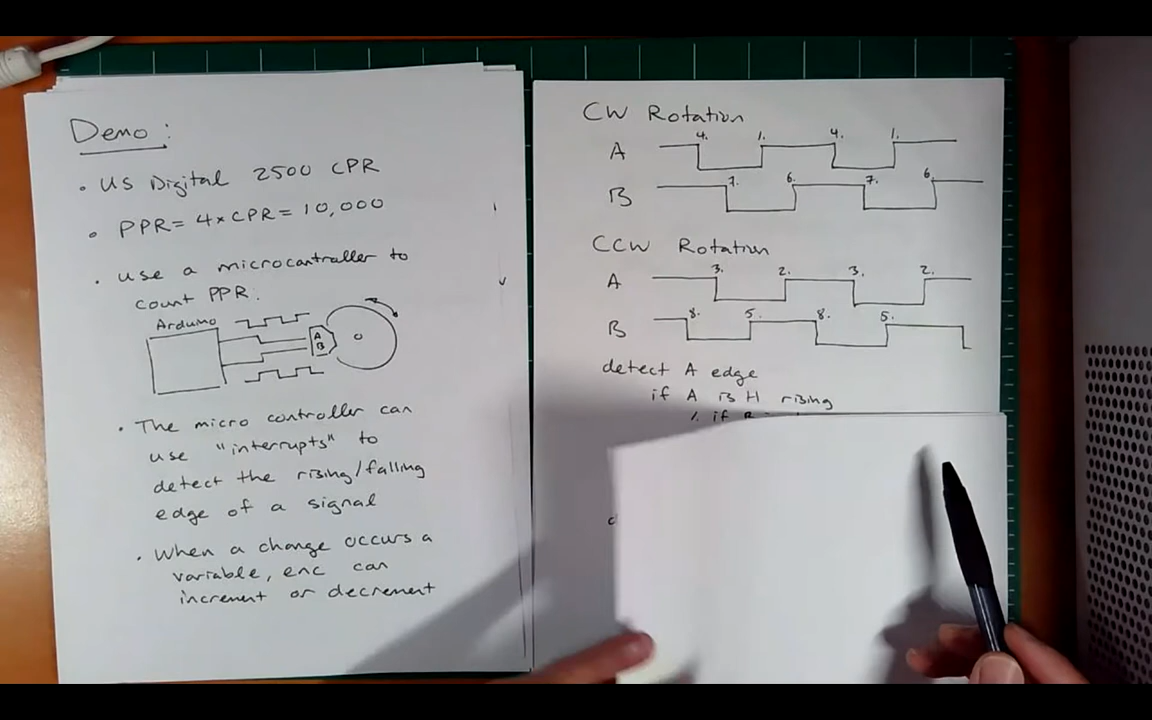 Demo:
• US Digital 2500 CPR
• PPR = 4 x CPR = 10,000
• use a microcontroller to
count PPR:
Arduino
A
B
• The micro controller can
use "interrupts" to
detect the rising/falling
edge of a signal
• When a change occurs a
variable, enc can
increment or decrement
CW Rotation
4. 1. 4. 1.
A
7. 6. 7. 6.
B
CCW Rotation
3. 2. 3. 2.
A
8. 5. 8. 5.
B
detect A edge
if A is H rising
1. if B